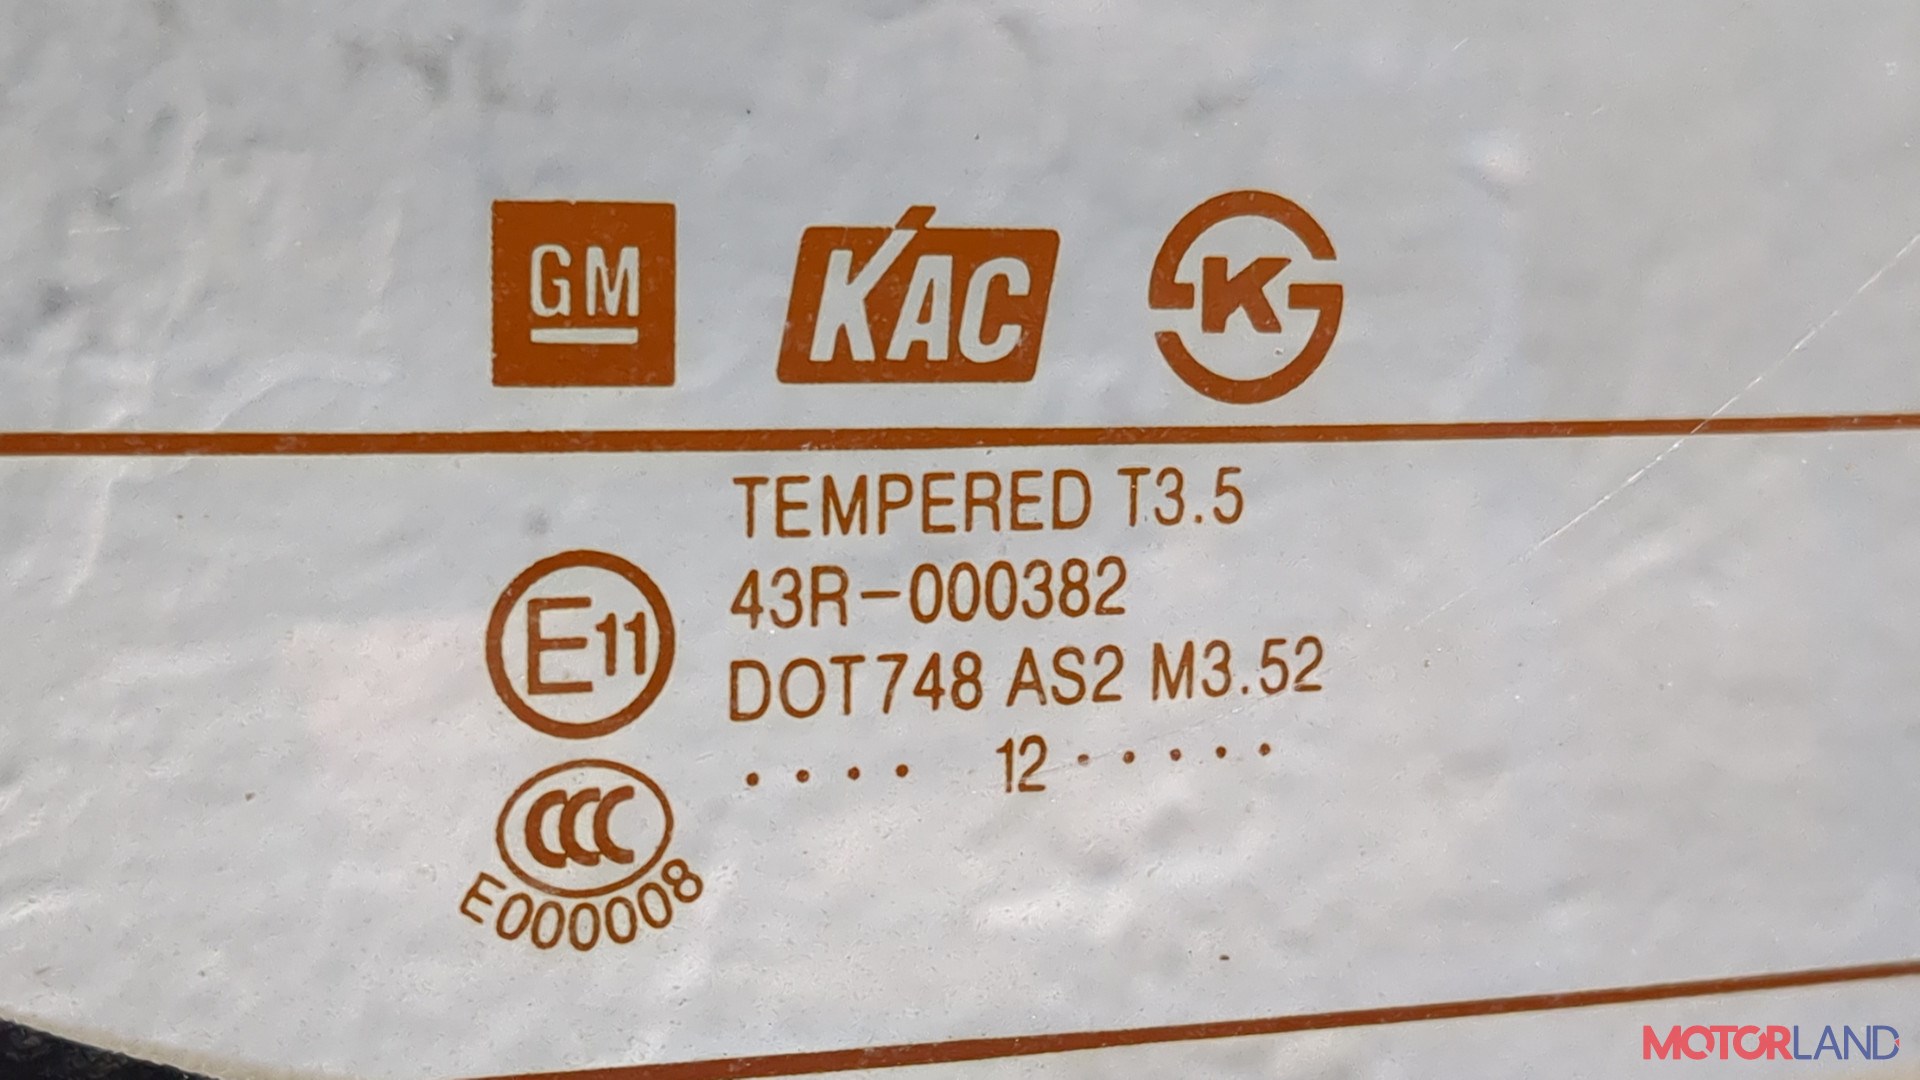 GM KAC K
TEMPERED T3.5
43R-000382
E11
DOT748 AS2 M3.52
.... 12.....
CCC
E000008
MOTORLAND